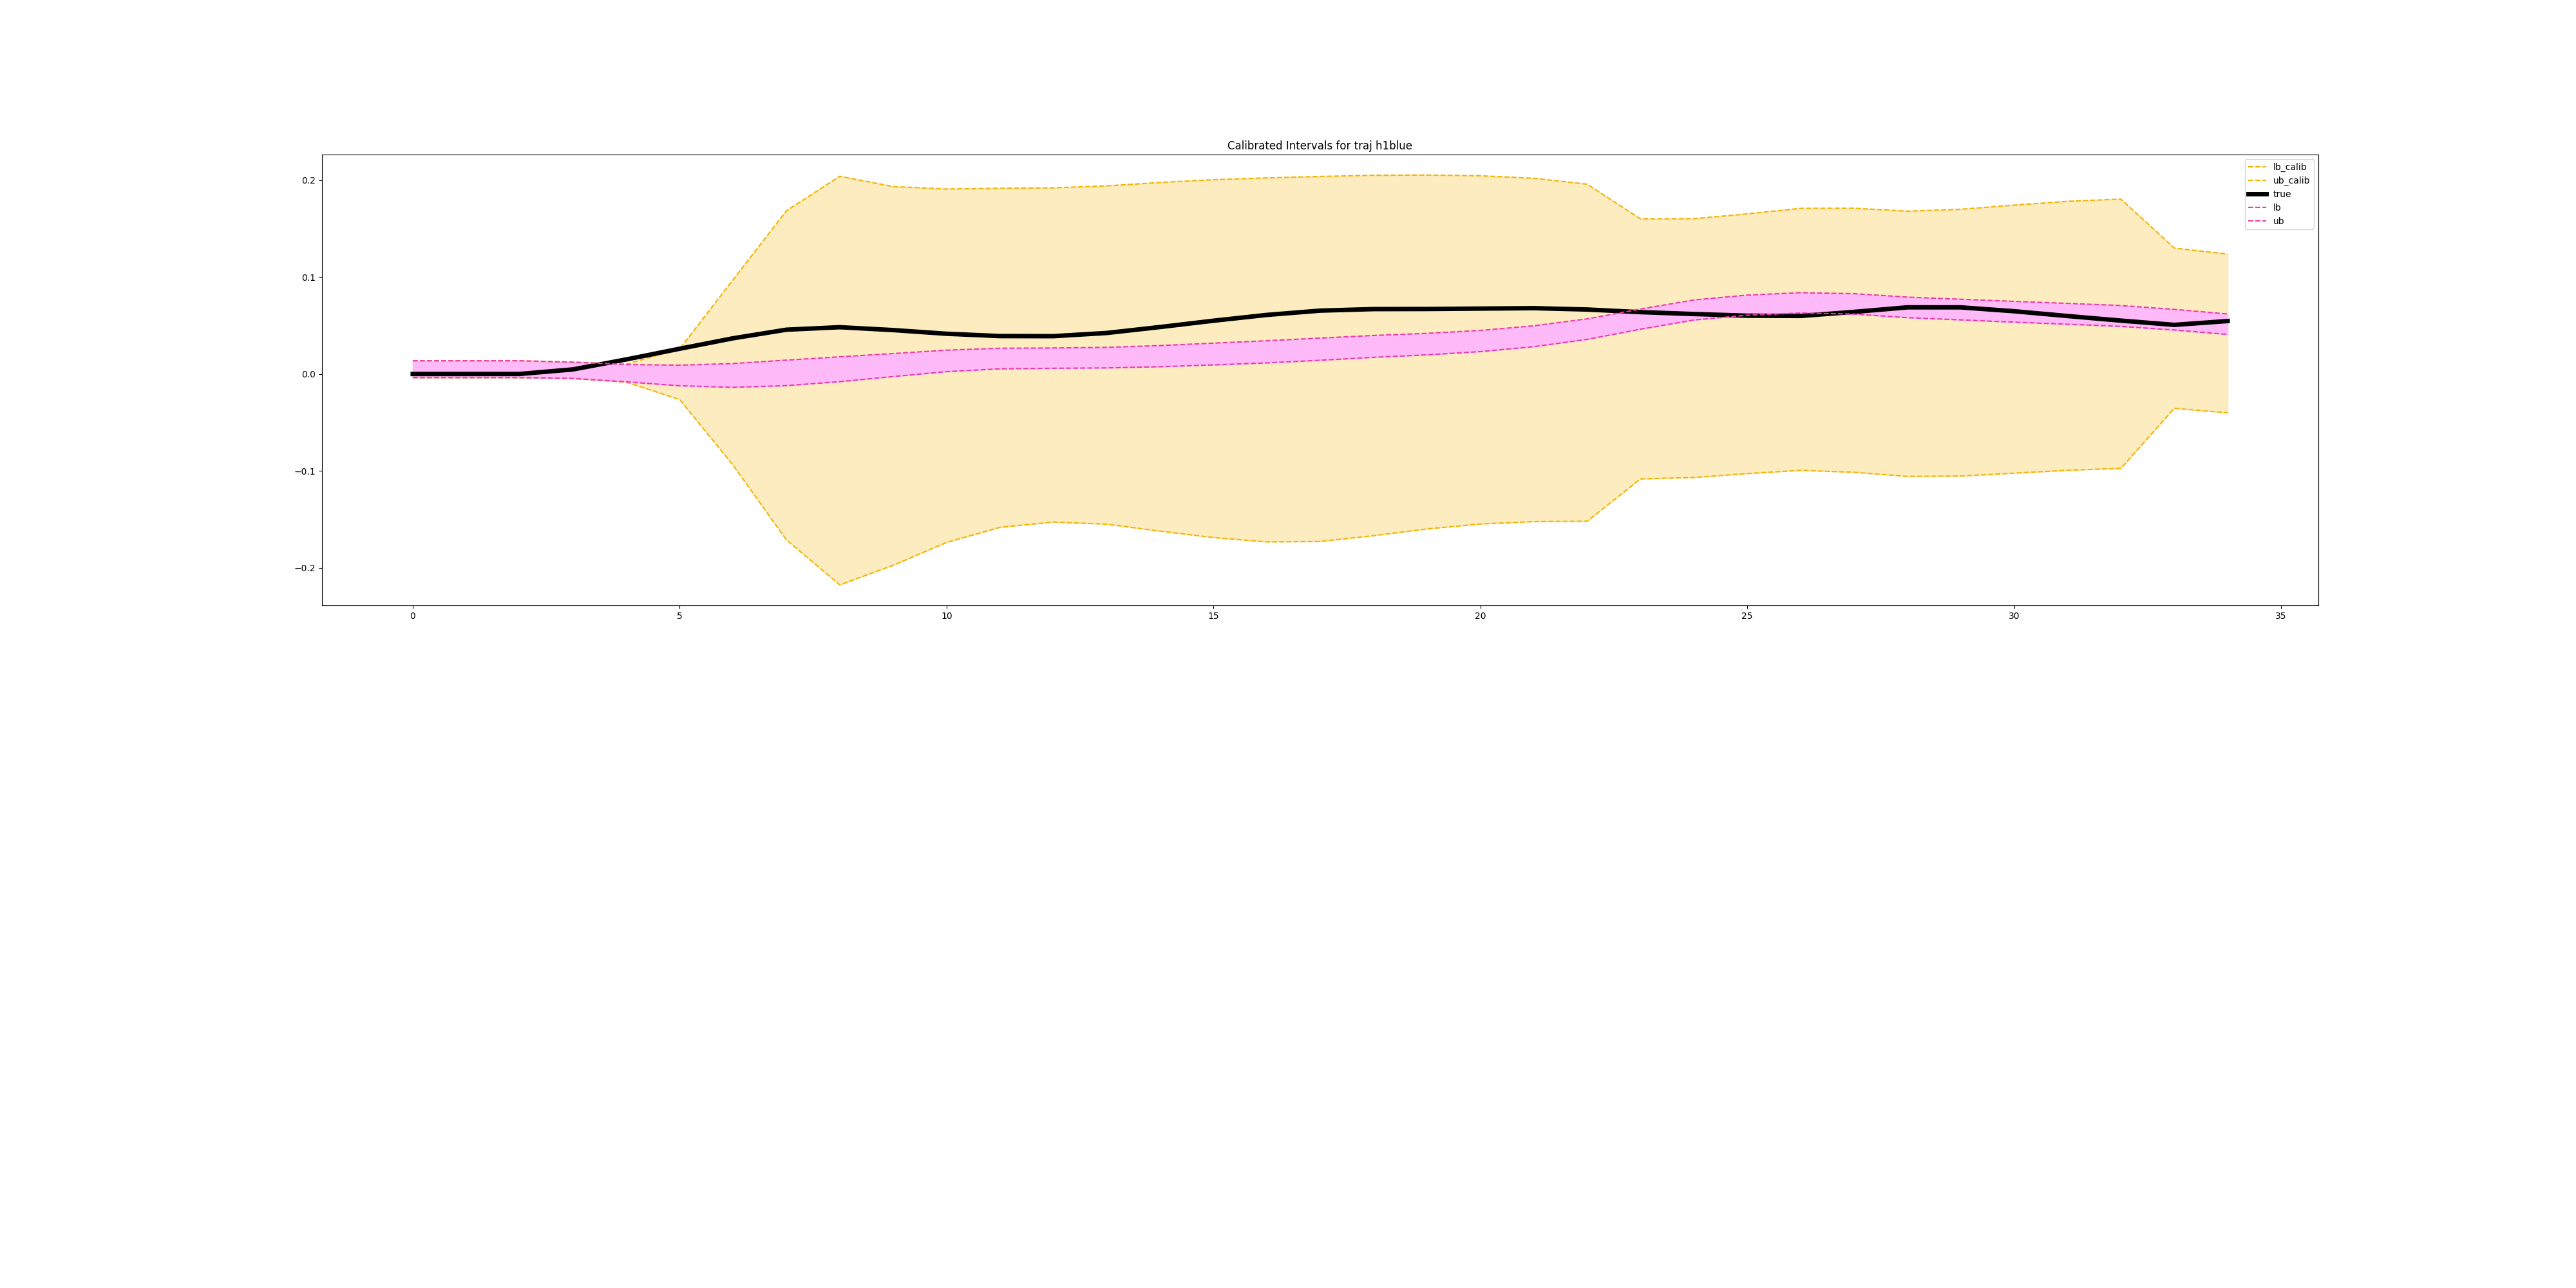 Calibrated Intervals for traj h1blue
lb_calib
ub_calib
true
lb
ub
0.2
0.1
0.0
−0.1
−0.2
0 5 10 15 20 25 30 35